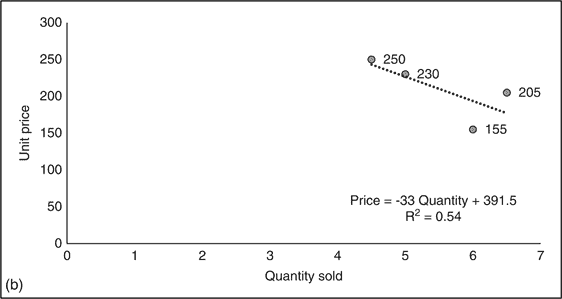 300
250
200
150
100
50
0
Unit price
250
230
205
155
Price = -33 Quantity + 391.5
R² = 0.54
0 1 2 3 4 5 6 7
Quantity sold
(b)